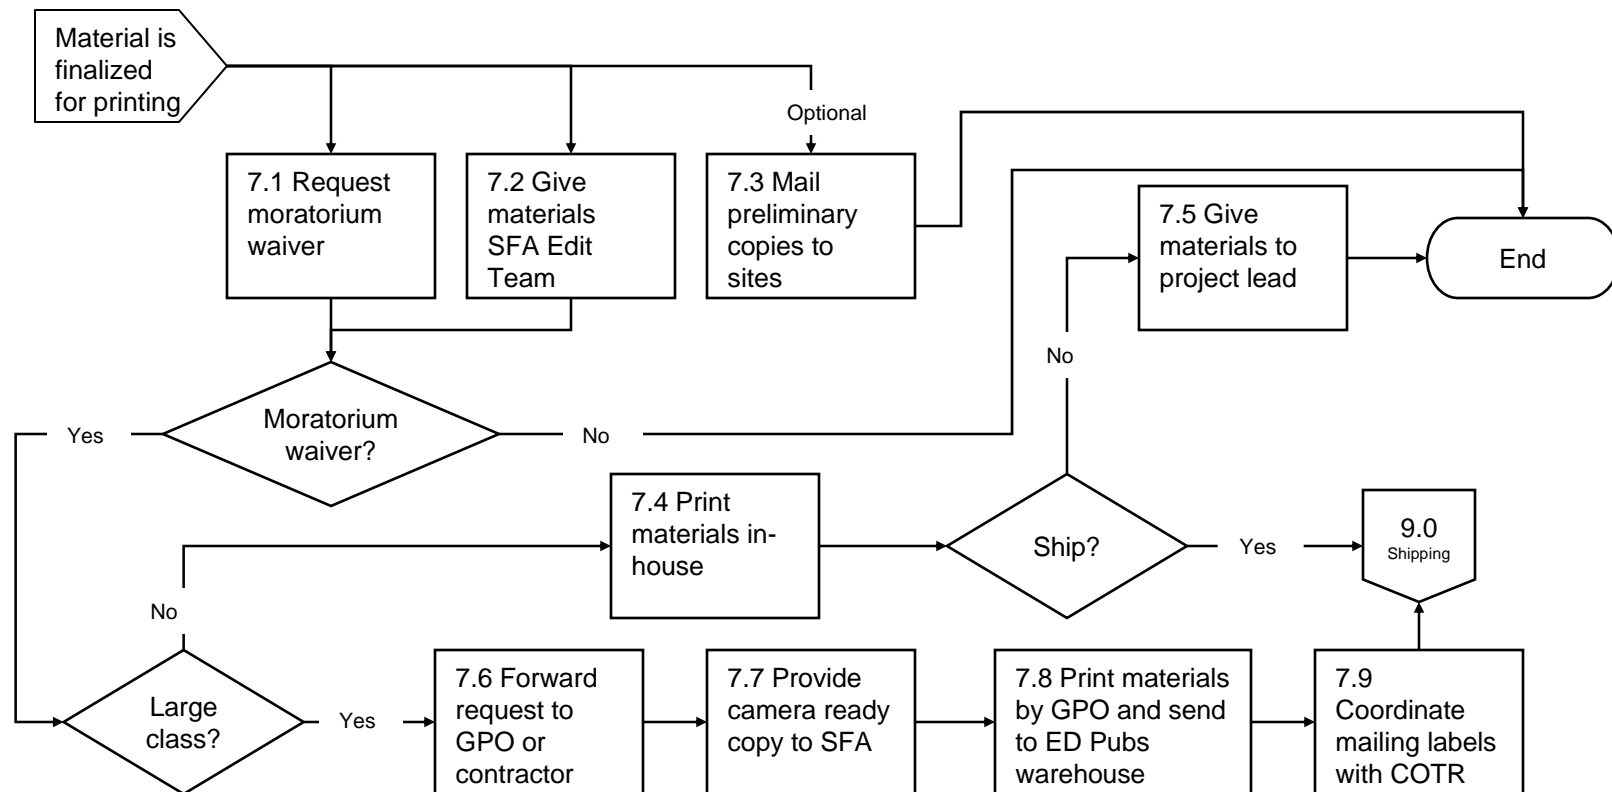 Material is
finalized
for printing
Optional
7.1 Request
moratorium
waiver
7.2 Give
materials
SFA Edit
Team
7.3 Mail
preliminary
copies to
sites
7.5 Give
materials to
project lead
End
No
Yes
Moratorium
waiver?
No
7.4 Print
materials in-
house
Ship?
Yes
9.0
Shipping
No
Large
class?
Yes
7.6 Forward
request to
GPO or
contractor
7.7 Provide
camera ready
copy to SFA
7.8 Print materials
by GPO and send
to ED Pubs
warehouse
7.9
Coordinate
mailing labels
with COTR